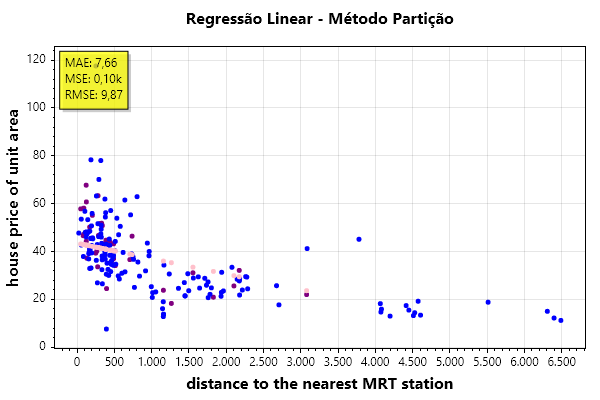 Regressão Linear - Método Partição
MAE: 7,66
MSE: 0,10k
RMSE: 9,87
house price of unit area
120
100
80
60
40
20
0
0 500 1.000 1.500 2.000 2.500 3.000 3.500 4.000 4.500 5.000 5.500 6.000 6.500
distance to the nearest MRT station